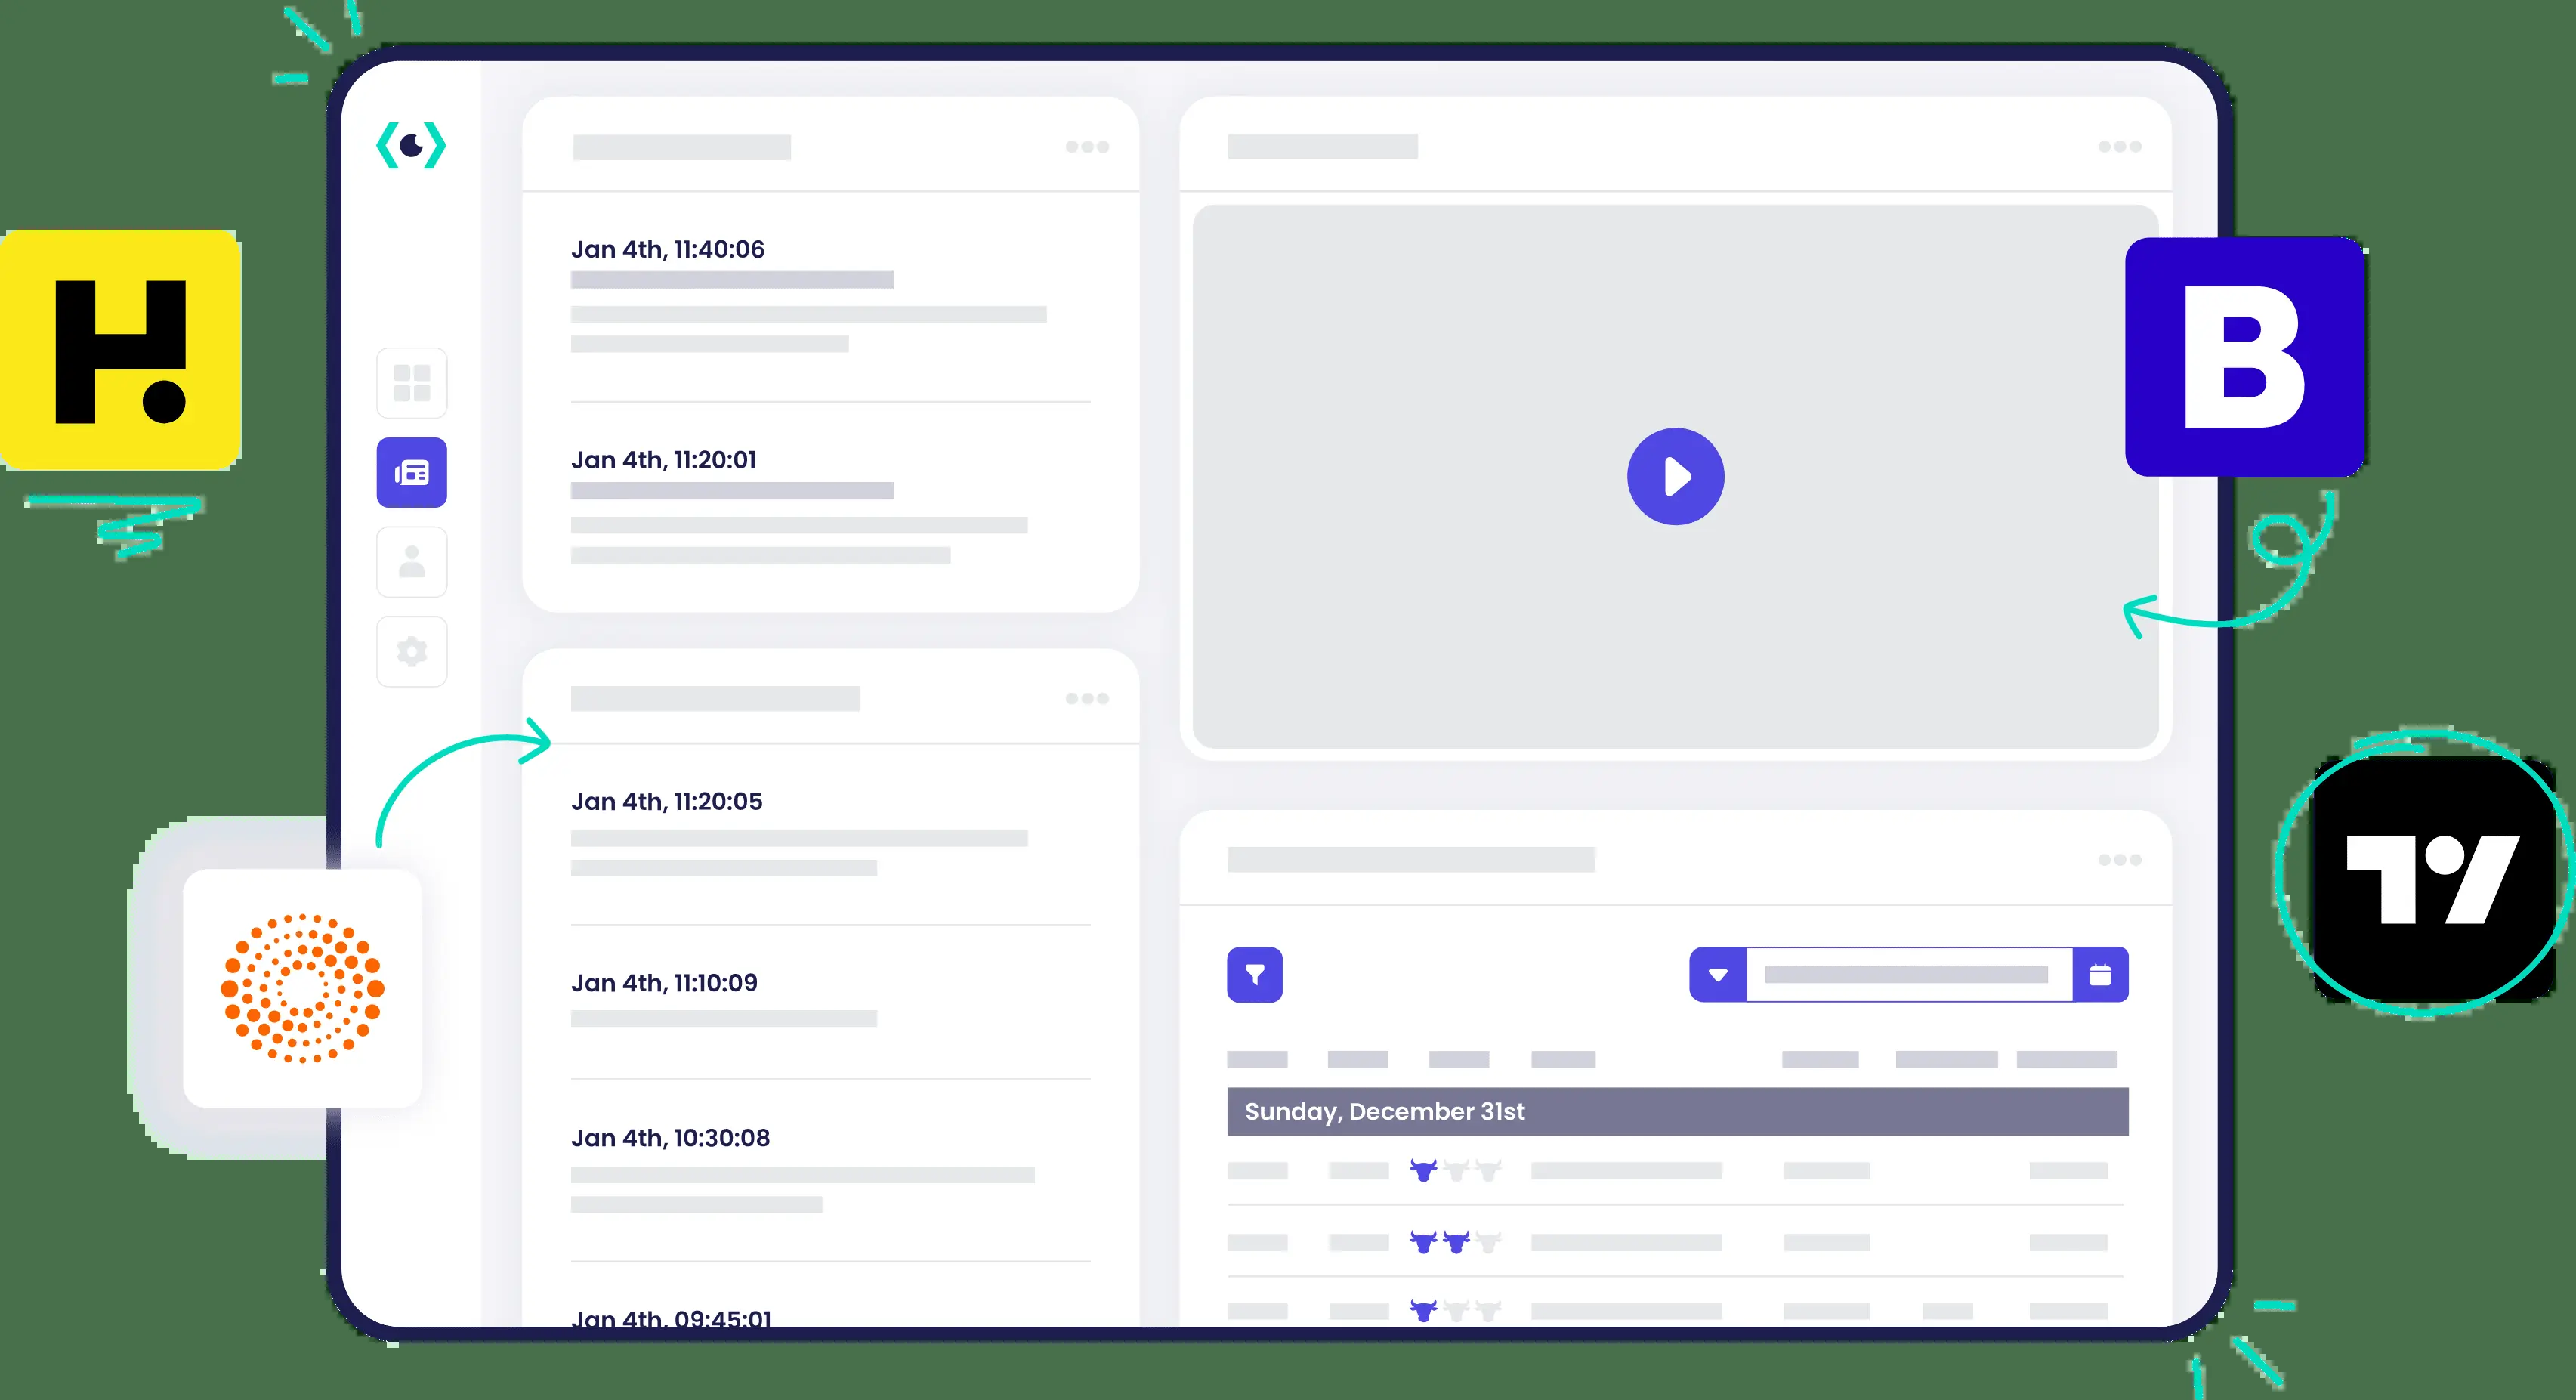 H.
Jan 4th, 11:40:06
Jan 4th, 11:20:01
B
Jan 4th, 11:20:05
Jan 4th, 11:10:09
Jan 4th, 10:30:08
Jan 4th, 09:45:01
TV
Sunday, December 31st